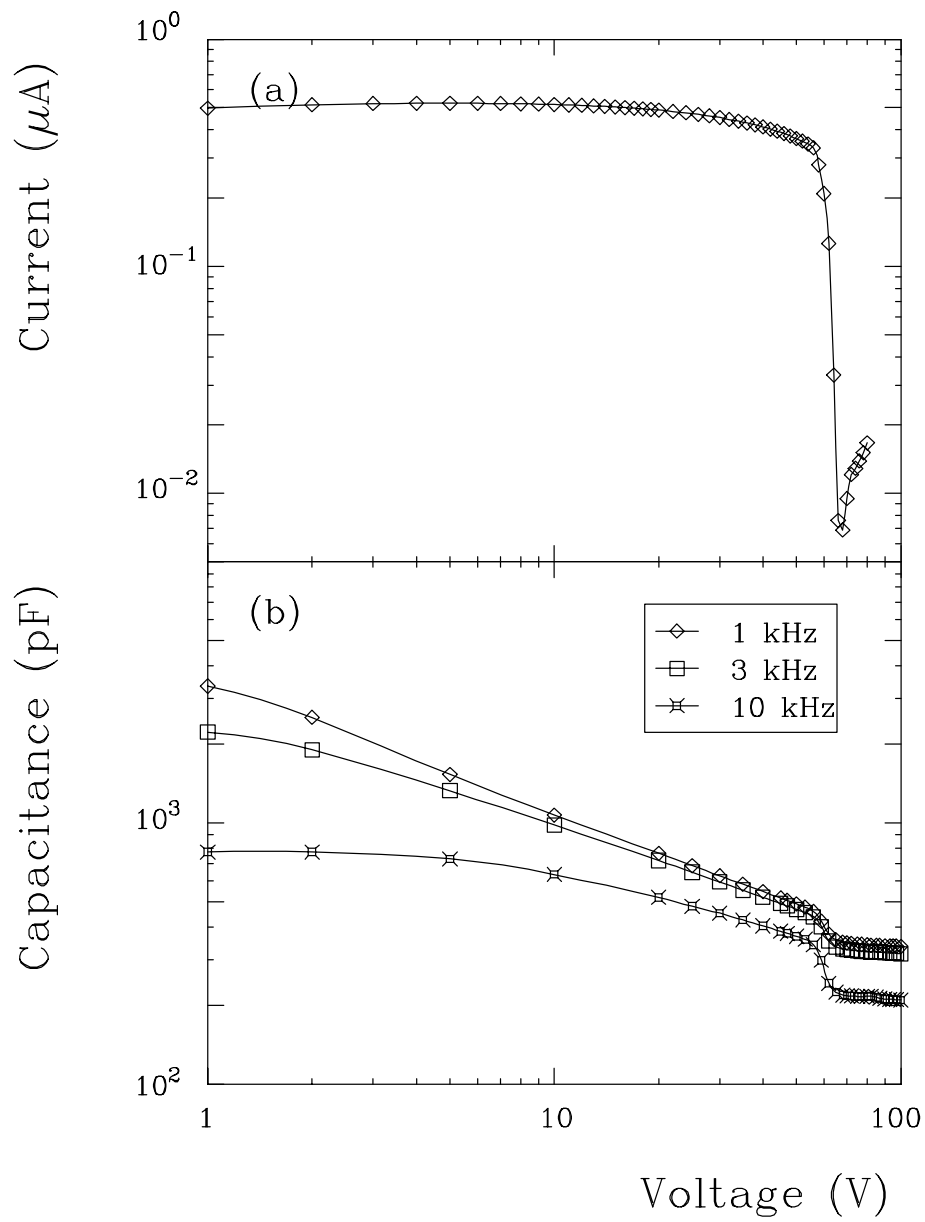 10⁰
(a)
Current (μA)
10⁻¹
10⁻²
(b)
1 kHz
3 kHz
10 kHz
Capacitance (pF)
10³
10²
1 10 100
Voltage (V)